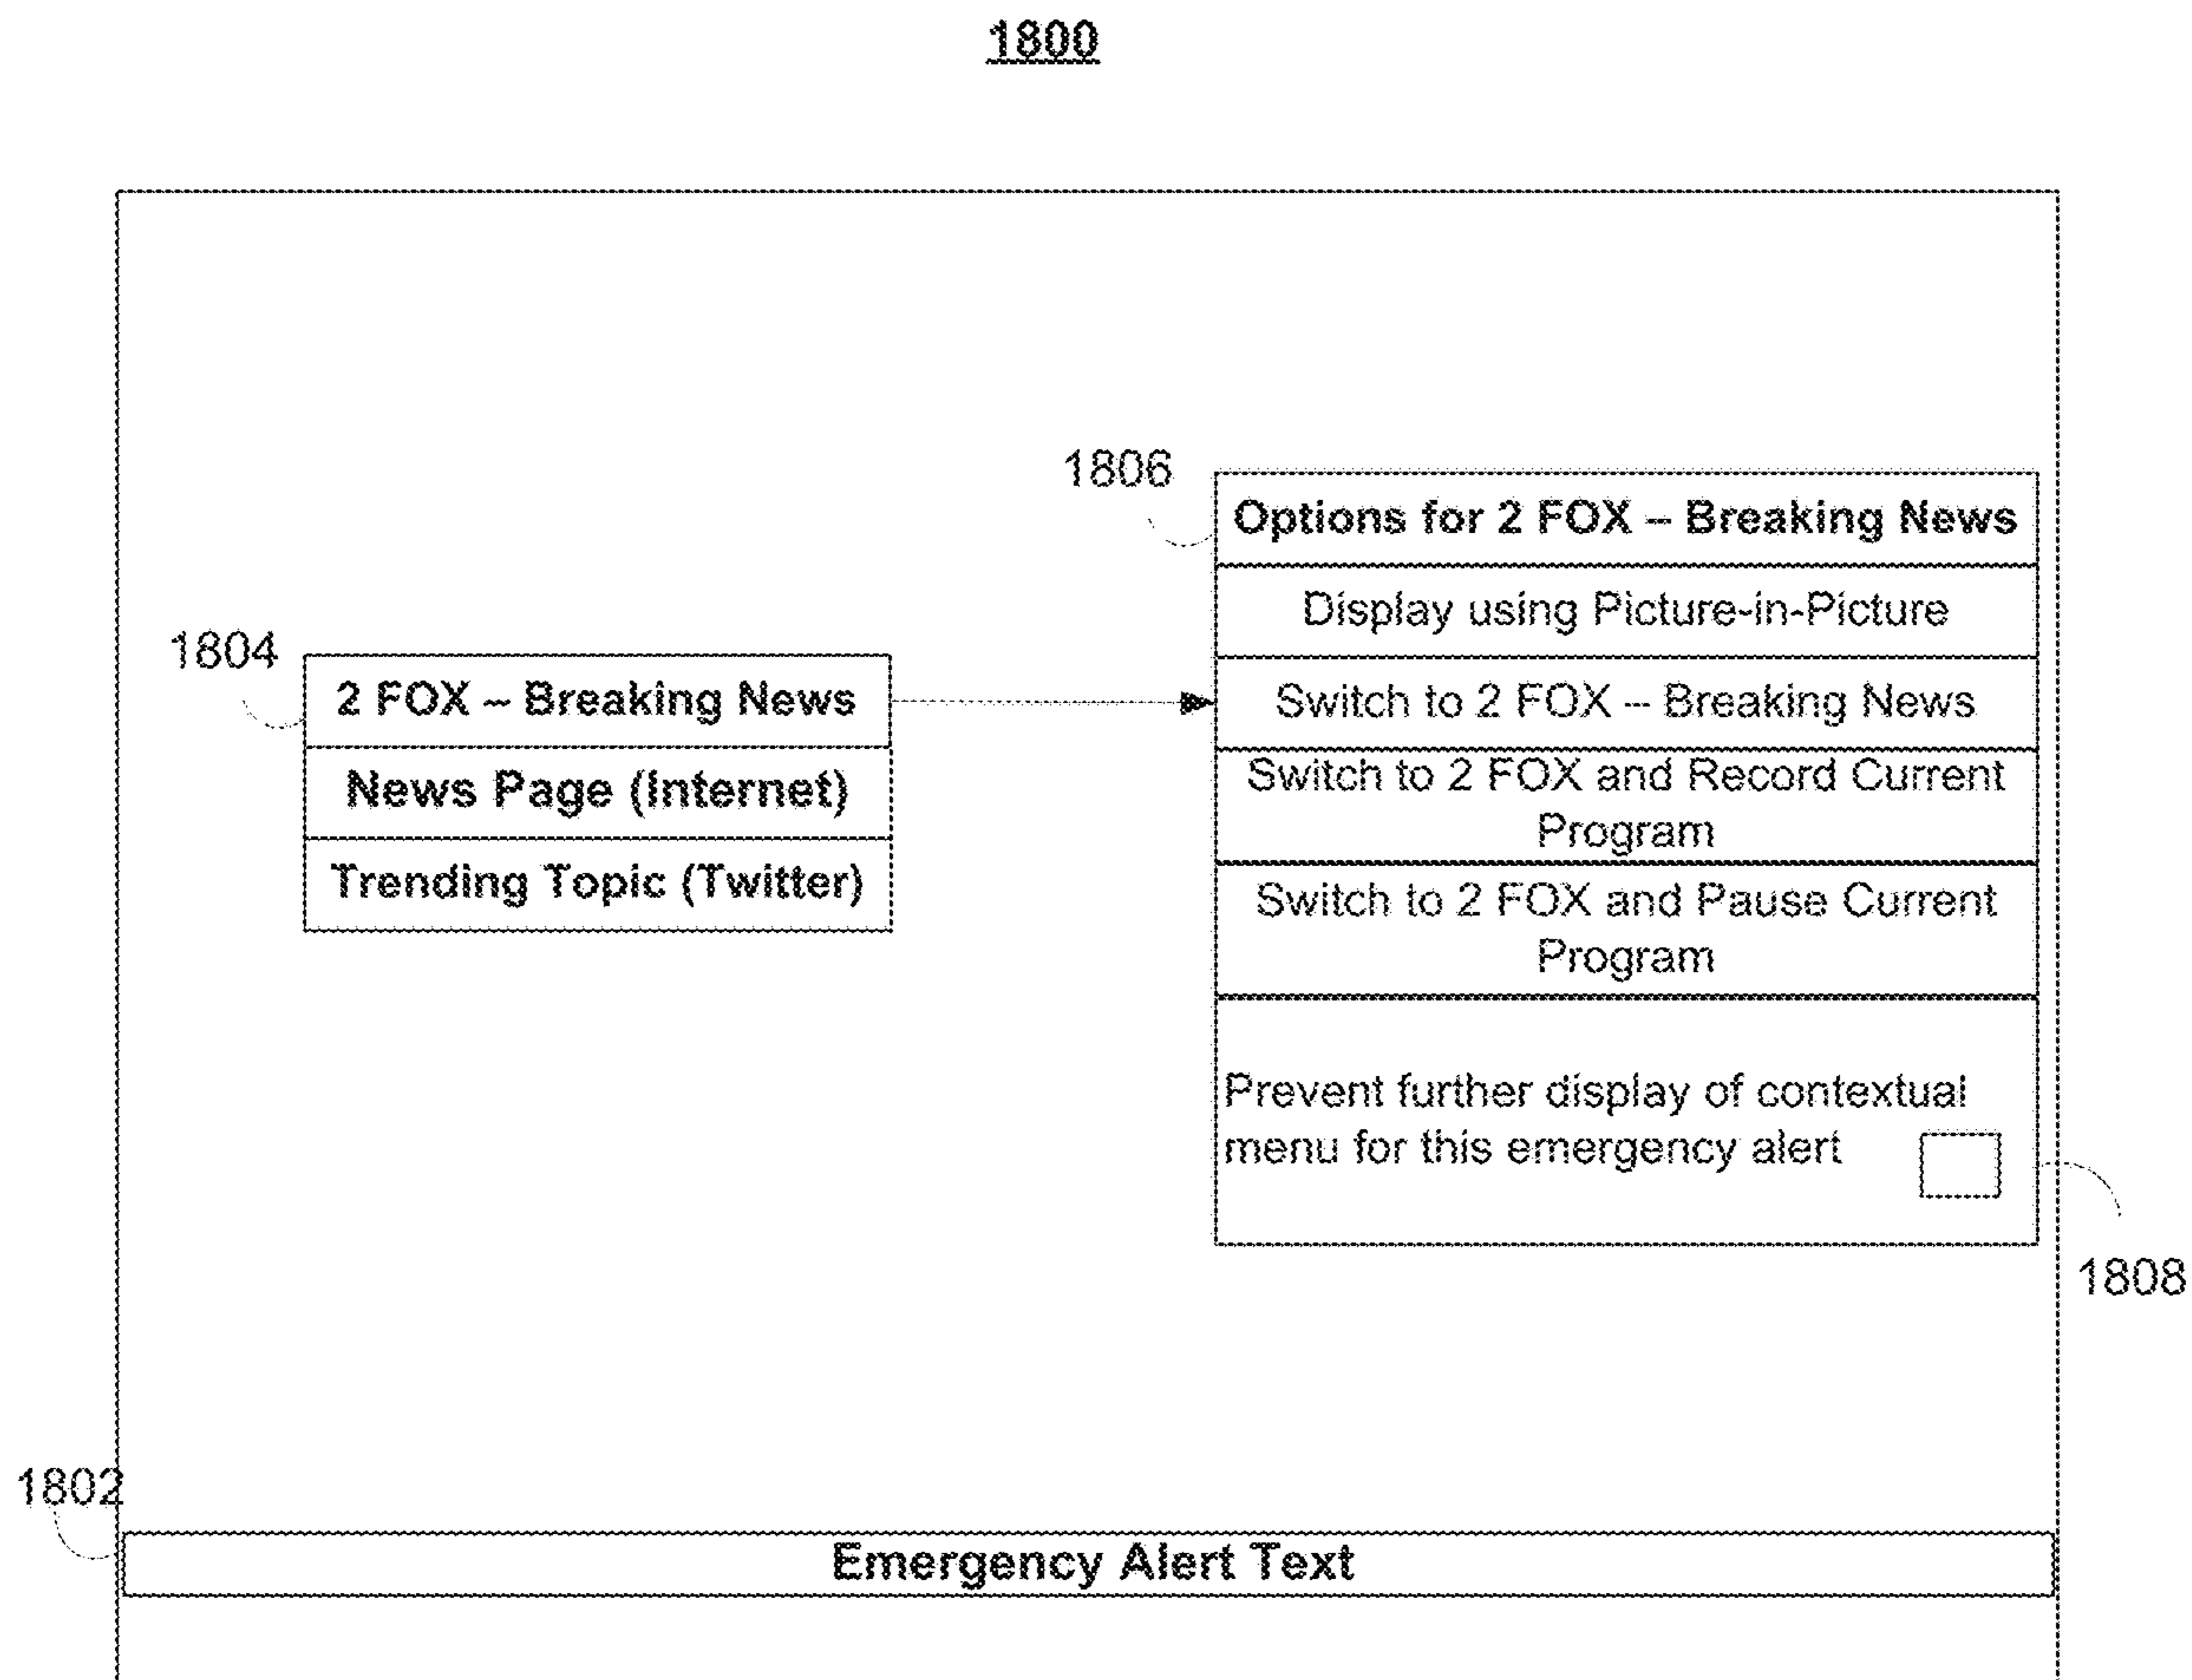 1800
1806
Options for 2 FOX – Breaking News
Display using Picture-in-Picture
1804
2 FOX – Breaking News
Switch to 2 FOX – Breaking News
News Page (Internet)
Switch to 2 FOX and Record Current
Program
Trending Topic (Twitter)
Switch to 2 FOX and Pause Current
Program
Prevent further display of contextual
menu for this emergency alert
1808
1802
Emergency Alert Text